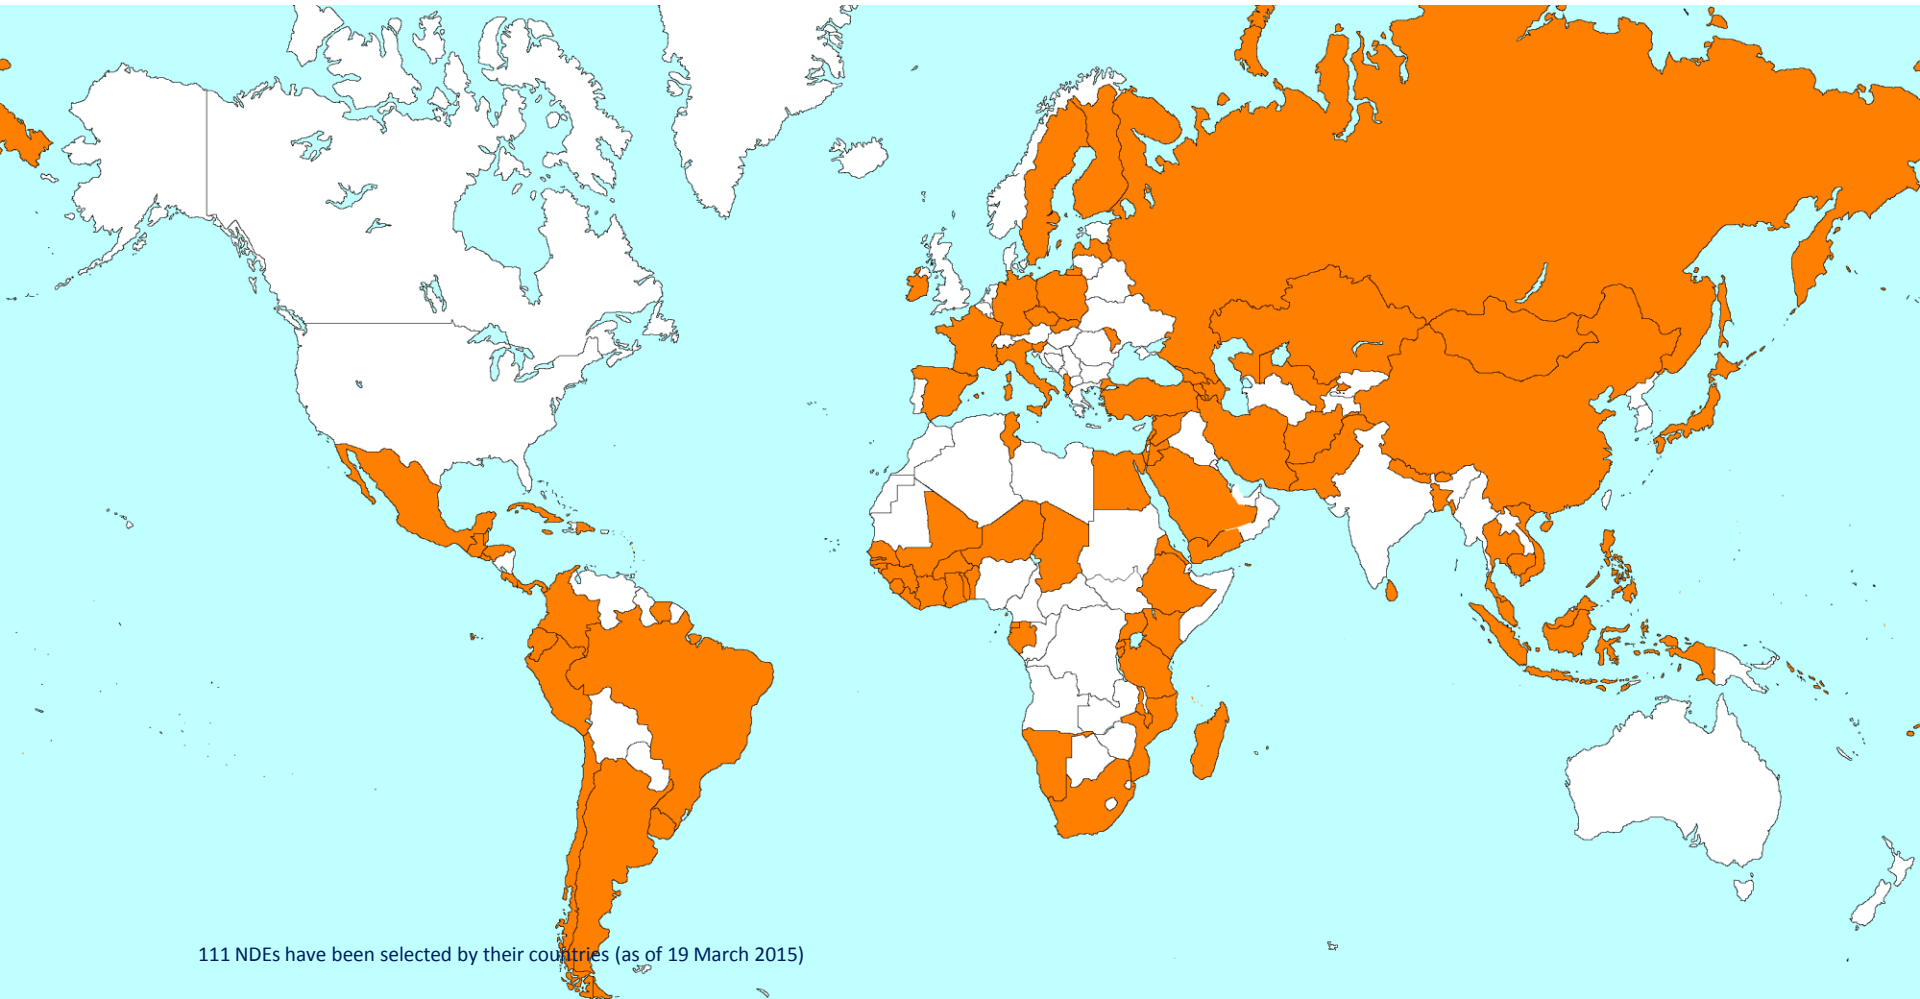 111 NDEs have been selected by their countries (as of 19 March 2015)